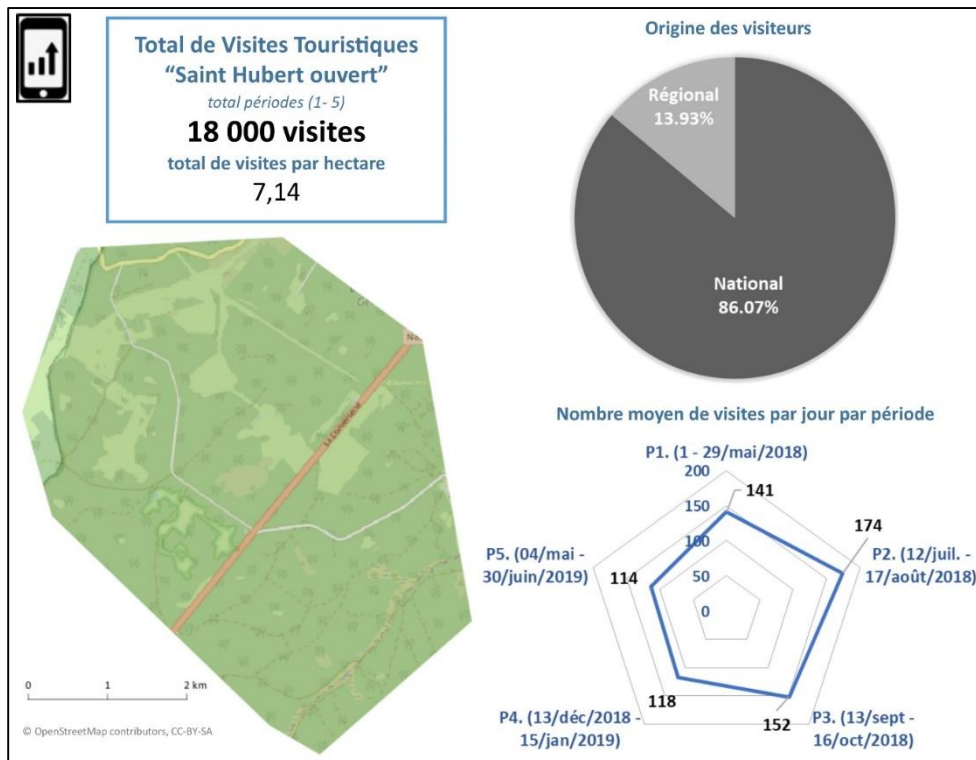 Total de Visites Touristiques
“Saint Hubert ouvert”
total périodes (1- 5)
18 000 visites
total de visites par hectare
7,14
Origine des visiteurs
Régional
13.93%
National
86.07%
La Donnerie
0 1 2 km
© OpenStreetMap contributors, CC-BY-SA
Nombre moyen de visites par jour par période
P1. (1 - 29/mai/2018)
200
150
100
50
0
141
174
P2. (12/juil. -
17/août/2018)
152
P3. (13/sept -
16/oct/2018)
118
P4. (13/déc/2018 -
15/jan/2019)
114
P5. (04/mai -
30/juin/2019)